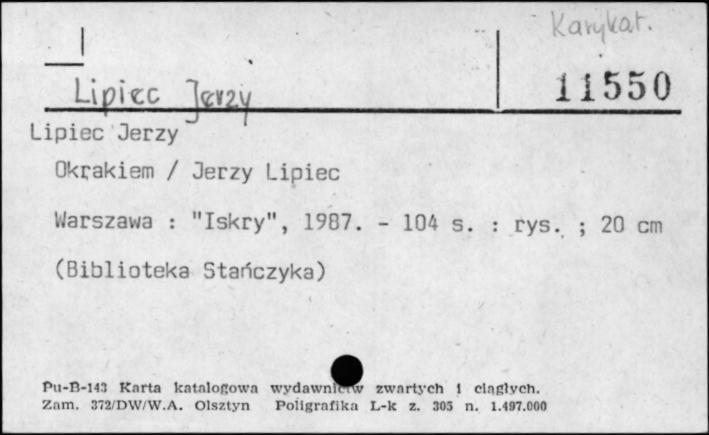 Karykat.
Lipiec Jerzy
11550
Lipiec Jerzy
Okrakiem / Jerzy Lipiec
Warszawa : "Iskry", 1987. - 104 s. : rys. ; 20 cm
(Biblioteka Stańczyka)
Pu-B-143 Karta katalogowa wydawnictw zwartych i ciągłych.
Zam. 372/DW/W.A. Olsztyn Poligrafika L-k z. 305 n. 1.497.000